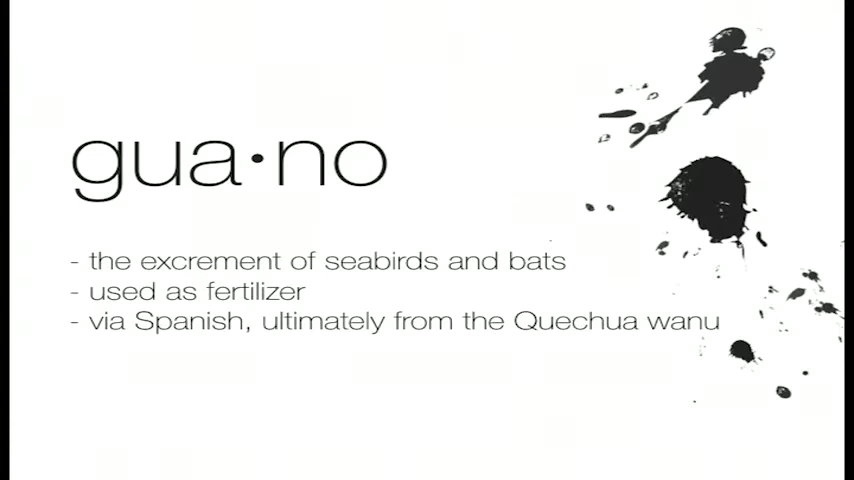 gua·no
- the excrement of seabirds and bats
- used as fertilizer
- via Spanish, ultimately from the Quechua wanu